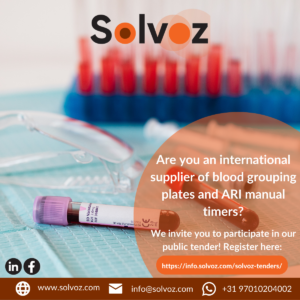 Solvoz
Are you an international
supplier of blood grouping
plates and ARI manual
timers?
We invite you to participate in our
public tender! Register here:
https://info.solvoz.com/solvoz-tenders/
www.solvoz.com
info@solvoz.com
+31 97010204002